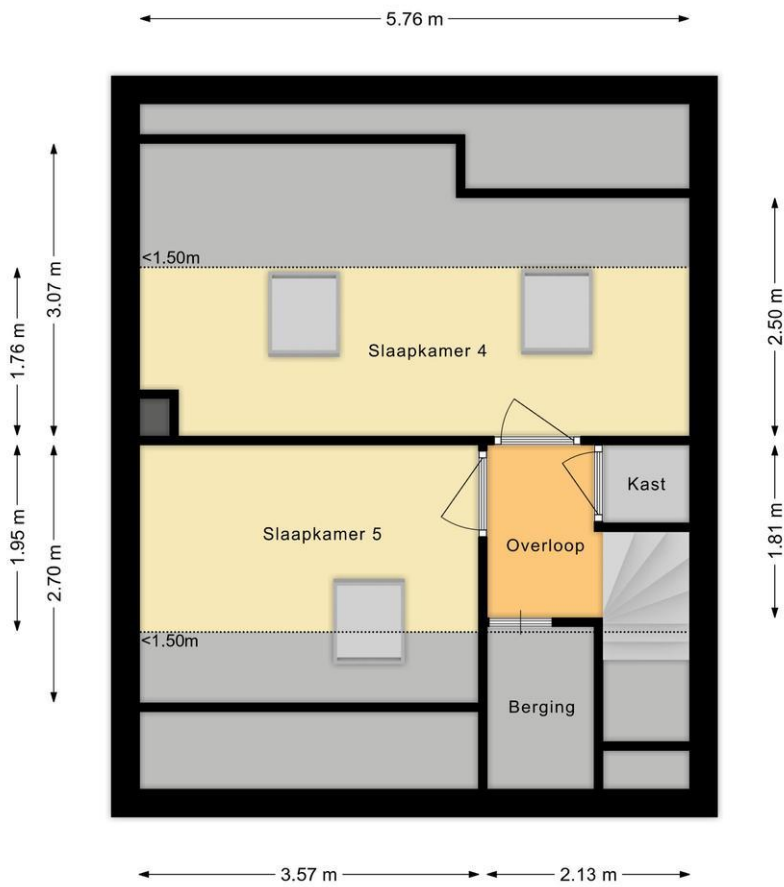 5.76 m
<1.50m
3.07 m
1.76 m
2.50 m
Slaapkamer 4
Kast
Slaapkamer 5
Overloop
1.95 m
2.70 m
1.81 m
<1.50m
Berging
3.57 m
2.13 m